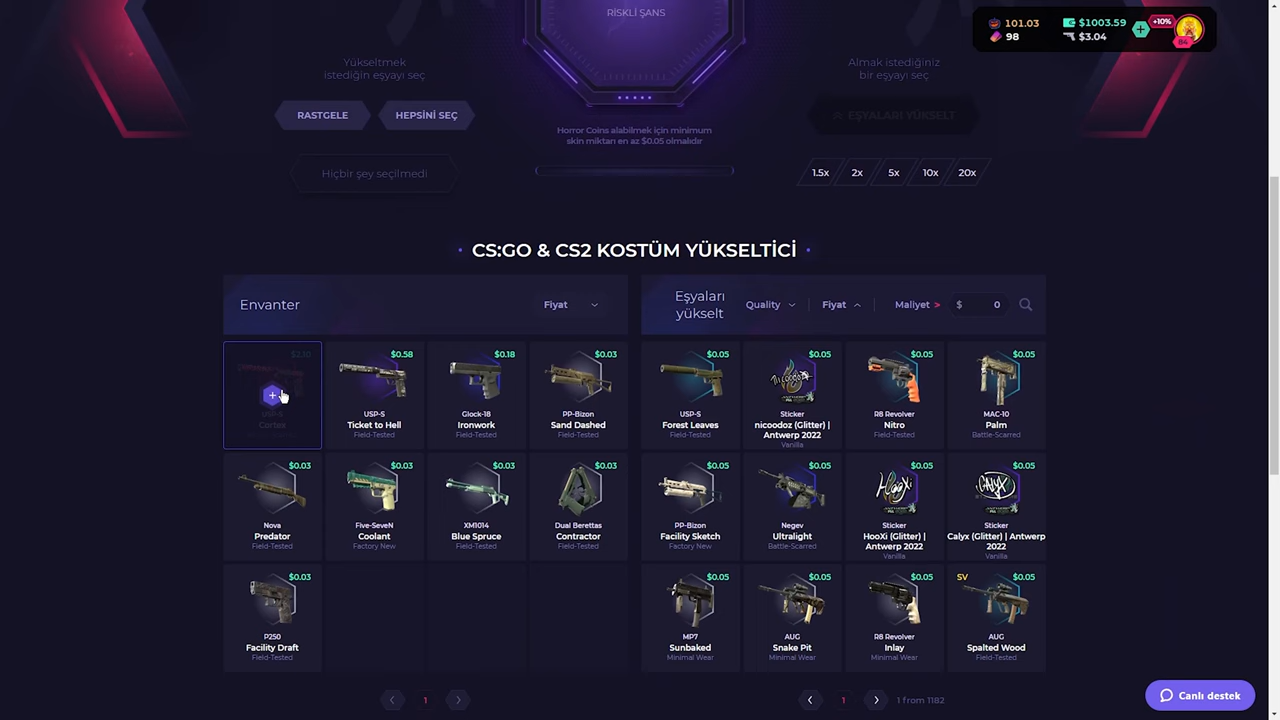 RİSKLİ ŞANS
101.03
98
$1003.59
$3.04
+10%
84
Yükseltmek
istediğin eşyayı seç
RASTGELE
HEPSİNİ SEÇ
Hiçbir şey seçilmedi
Horror Coins alabilmek için minimum
skin miktarı en az $0.05 olmalıdır
Almak istediğiniz
bir eşyayı seç
EŞYALARI YÜKSELT
1.5x
2x
5x
10x
20x
CS:GO & CS2 KOSTÜM YÜKSELTİCİ
Envanter
Fiyat
$2.10
USP-S
Cortex
$0.58
USP-S
Ticket to Hell
Field-Tested
$0.18
Glock-18
Ironwork
Field-Tested
$0.03
PP-Bizon
Sand Dashed
Field-Tested
$0.03
Nova
Predator
Field-Tested
$0.03
Five-SeveN
Coolant
Factory New
$0.03
XM1014
Blue Spruce
Field-Tested
$0.03
Dual Berettas
Contractor
Field-Tested
$0.03
P250
Facility Draft
Field-Tested
1
Eşyaları
yükselt
Quality
Fiyat
Maliyet >
$ 0
$0.05
USP-S
Forest Leaves
Field-Tested
$0.05
Sticker
nicoodoz (Glitter) |
Antwerp 2022
Vanilla
$0.05
R8 Revolver
Nitro
Field-Tested
$0.05
MAC-10
Palm
Battle-Scarred
$0.05
PP-Bizon
Facility Sketch
Factory New
$0.05
Negev
Ultralight
Battle-Scarred
$0.05
Sticker
HooXi (Glitter) |
Antwerp 2022
Vanilla
$0.05
Sticker
Calyx (Glitter) | Antwerp
2022
Vanilla
$0.05
MP7
Sunbaked
Minimal Wear
$0.05
AUG
Snake Pit
Minimal Wear
$0.05
R8 Revolver
Inlay
Minimal Wear
SV
$0.05
AUG
Spalted Wood
Field-Tested
1
1 from 1182
Canlı destek